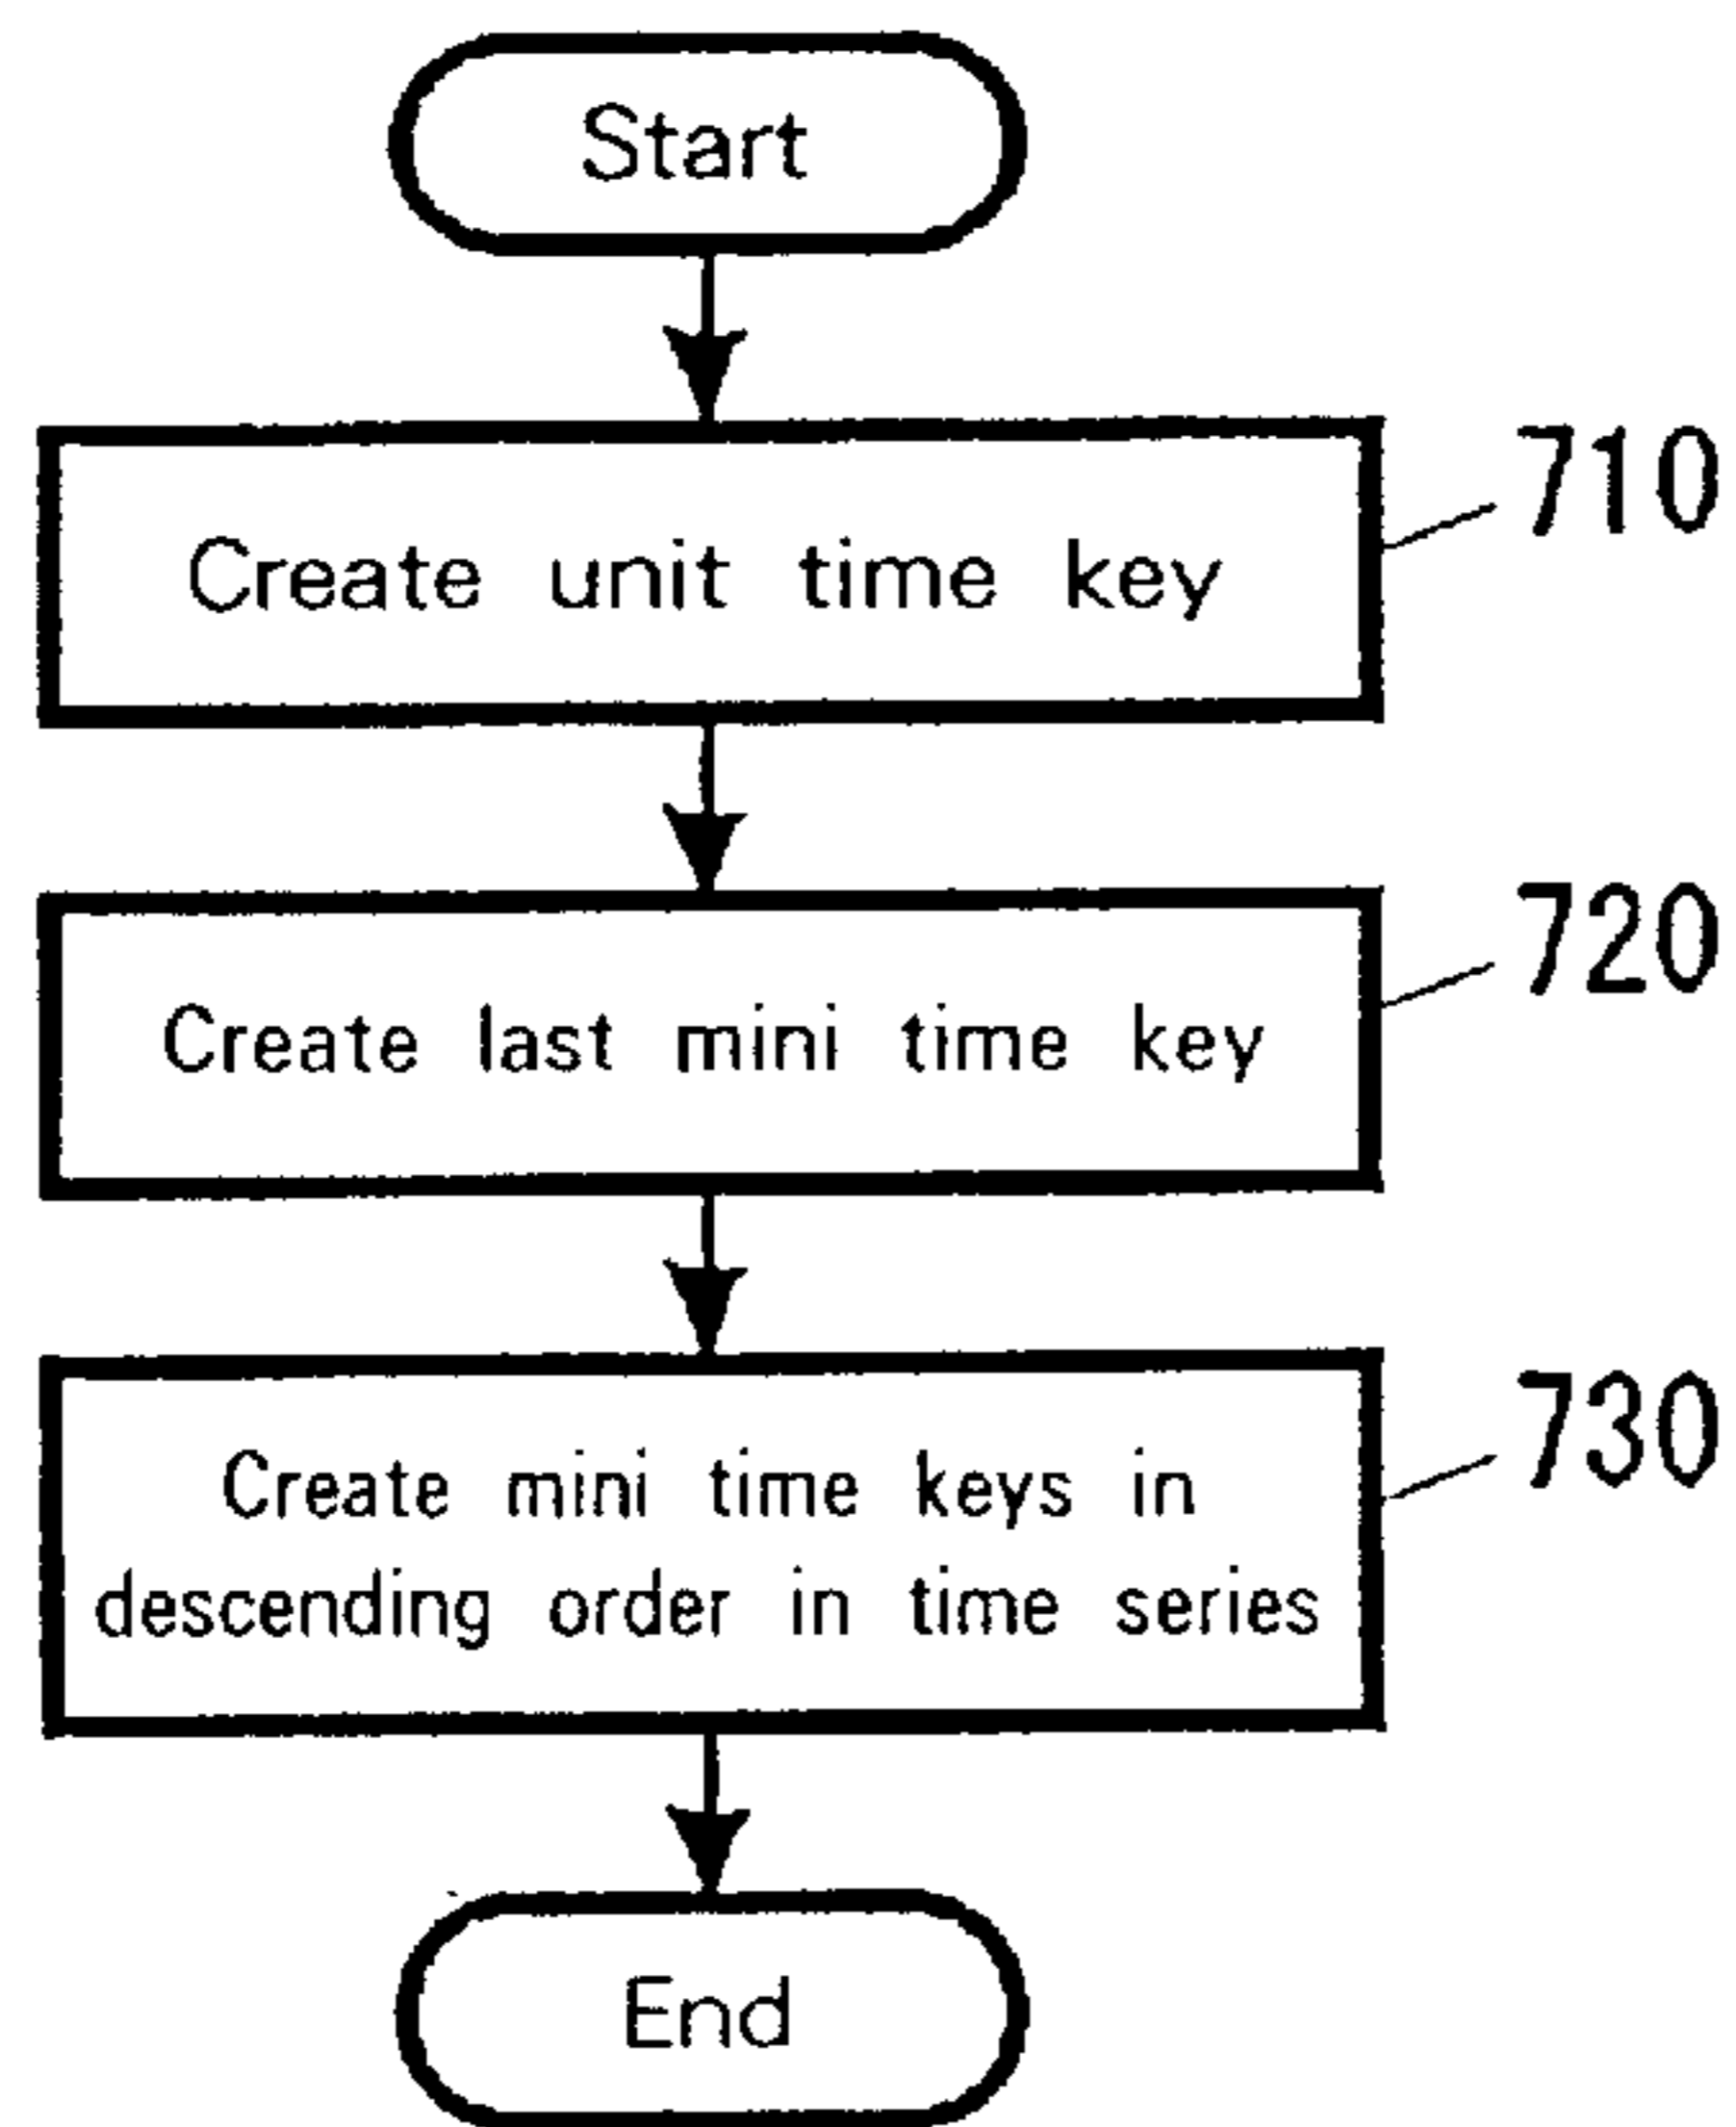 Start
710
Create unit time key
720
Create last mini time key
730
Create mini time keys in
descending order in time series
End